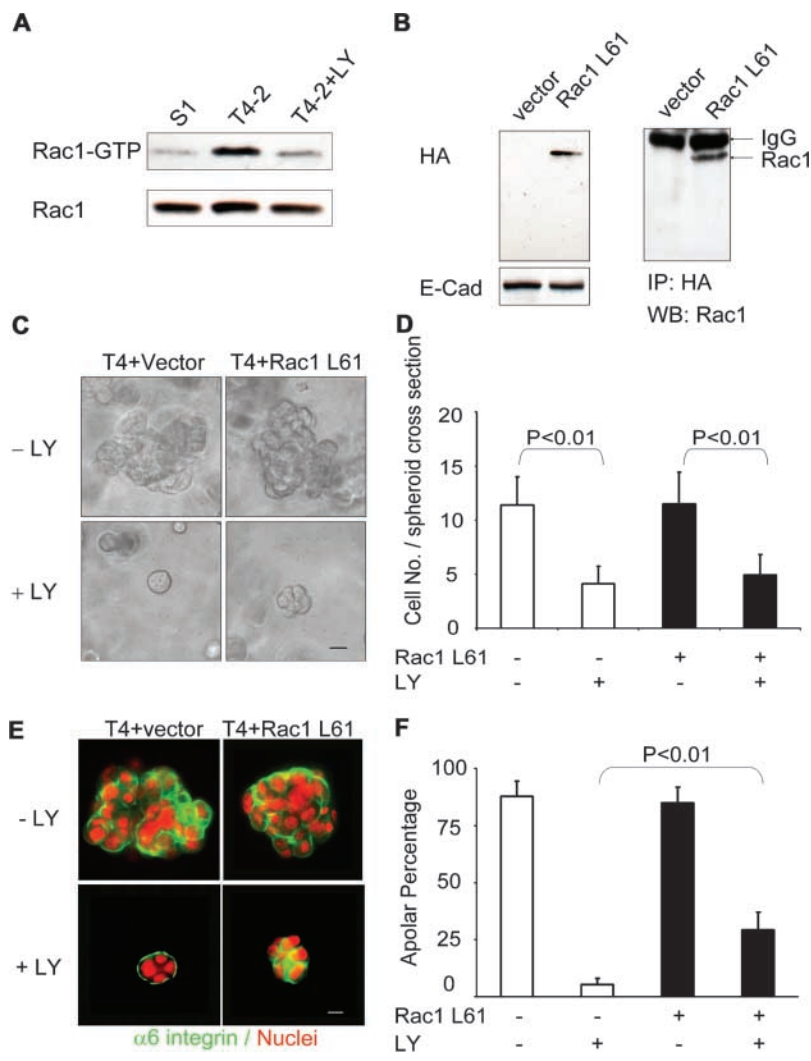 A
S1 T4-2 T4-2+LY
Rac1-GTP
Rac1
B
vector Rac1 L61 vector Rac1 L61
HA
IgG
Rac1
E-Cad
IP: HA
WB: Rac1
C
T4+Vector T4+Rac1 L61
– LY
+ LY
D
Cell No. / spheroid cross section
20
15
10
5
0
P<0.01 P<0.01
Rac1 L61 - - + +
LY - + - +
E
T4+vector T4+Rac1 L61
- LY
+ LY
α6 integrin / Nuclei
F
Apolar Percentage
100
75
50
25
0
P<0.01
Rac1 L61 - - + +
LY - + - +